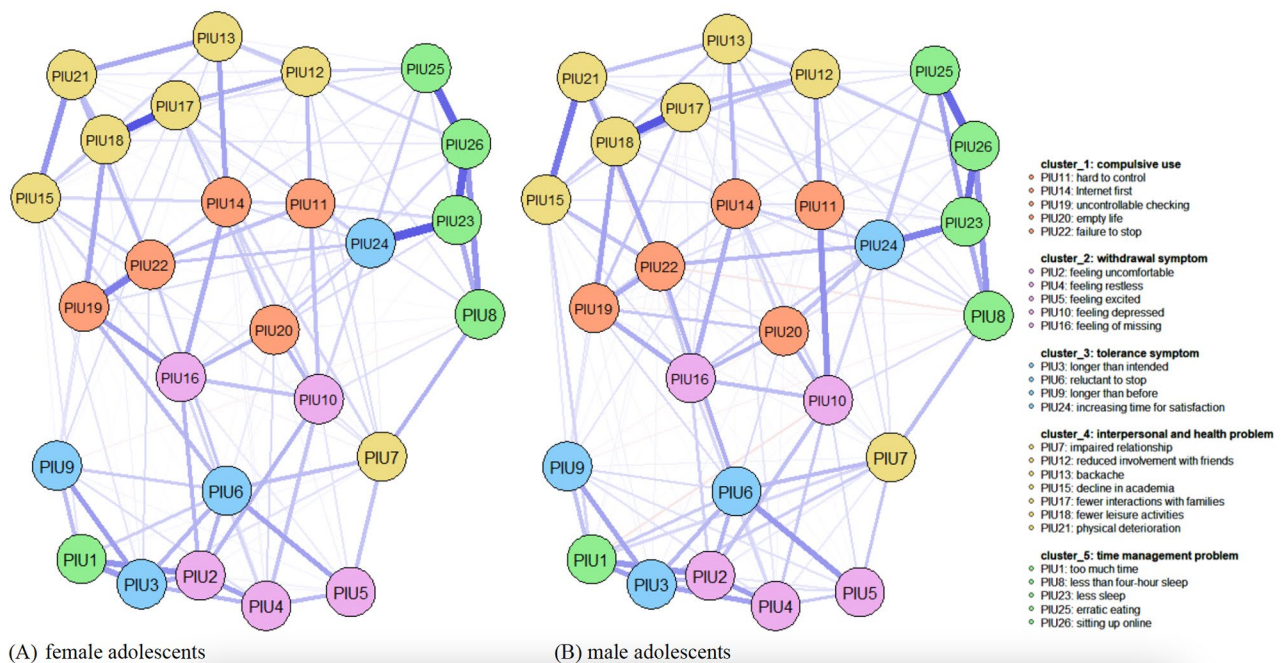 PIU13
PIU21
PIU12
PIU25
PIU17
PIU18
PIU26
PIU15
PIU14
PIU11
PIU23
PIU24
PIU22
PIU19
PIU8
PIU20
PIU16
PIU10
PIU7
PIU9
PIU6
PIU1
PIU3
PIU2
PIU5
PIU4
(A) female adolescents
PIU13
PIU21
PIU12
PIU25
PIU17
PIU18
PIU26
PIU15
PIU14
PIU11
PIU23
PIU24
PIU22
PIU19
PIU8
PIU20
PIU16
PIU10
PIU7
PIU9
PIU6
PIU1
PIU3
PIU2
PIU5
PIU4
(B) male adolescents
cluster_1: compulsive use
PIU11: hard to control
PIU14: Internet first
PIU19: uncontrollable checking
PIU20: empty life
PIU22: failure to stop
cluster_2: withdrawal symptom
PIU2: feeling uncomfortable
PIU4: feeling restless
PIU5: feeling excited
PIU10: feeling depressed
PIU16: feeling of missing
cluster_3: tolerance symptom
PIU3: longer than intended
PIU6: reluctant to stop
PIU9: longer than before
PIU24: increasing time for satisfaction
cluster_4: interpersonal and health problem
PIU7: impaired relationship
PIU12: reduced involvement with friends
PIU13: backache
PIU15: decline in academia
PIU17: fewer interactions with families
PIU18: fewer leisure activities
PIU21: physical deterioration
cluster_5: time management problem
PIU1: too much time
PIU8: less than four-hour sleep
PIU23: less sleep
PIU25: erratic eating
PIU26: sitting up online